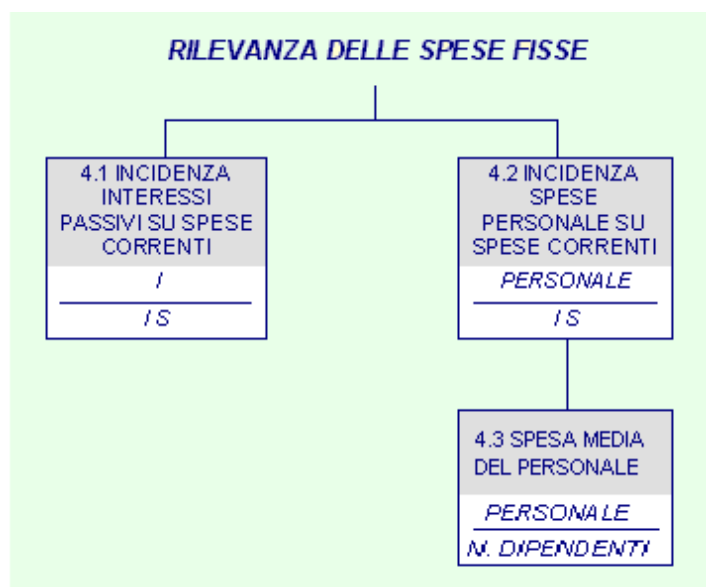 RILEVANZA DELLE SPESE FISSE
4.1 INCIDENZA
INTERESSI
PASSIVI SU SPESE
CORRENTI
I
I S
4.2 INCIDENZA
SPESE
PERSONALE SU
SPESE CORRENTI
PERSONALE
I S
4.3 SPESA MEDIA
DEL PERSONALE
PERSONALE
N. DIPENDENTI